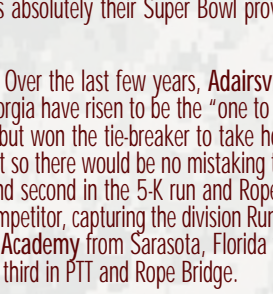 s absolutely their Super Bowl prov
Over the last few years, Adairsv
orgia have risen to be the “one to
but won the tie-breaker to take ho
t so there would be no mistaking t
nd second in the 5-K run and Rope
mpetitor, capturing the division Run
Academy from Sarasota, Florida
third in PTT and Rope Bridge.